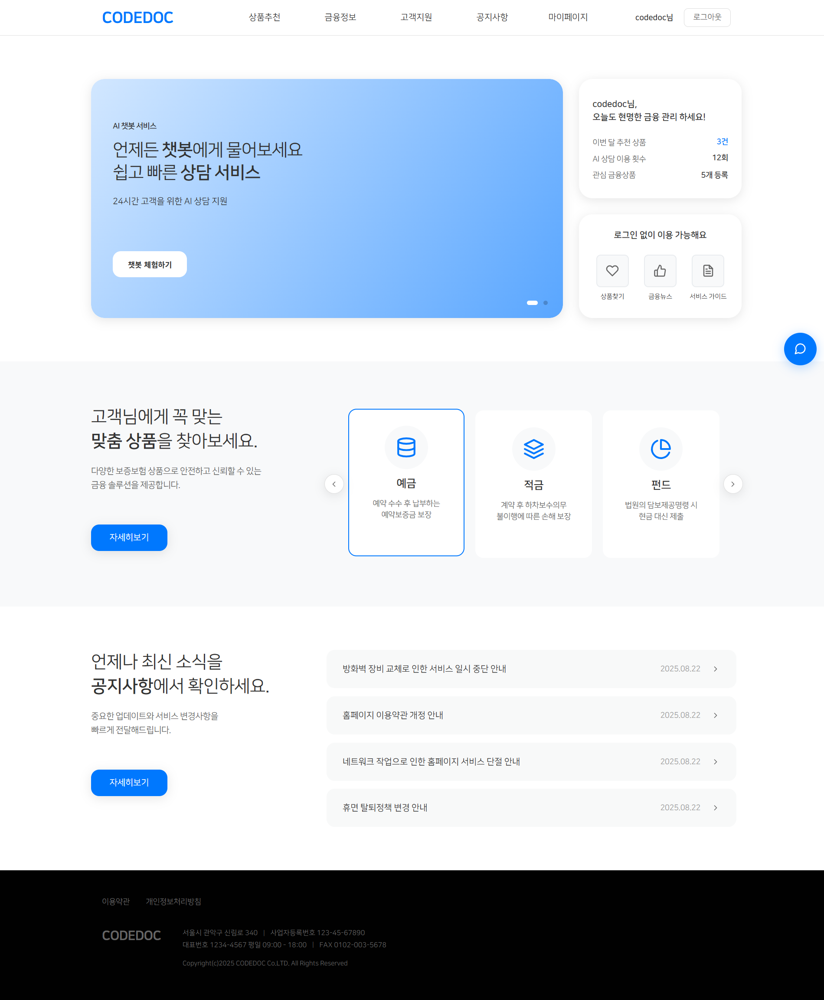 CODEDOC
상품추천
금융정보
고객지원
공지사항
마이페이지
codedoc님
로그아웃
AI 챗봇 서비스
언제든 챗봇에게 물어보세요
쉽고 빠른 상담 서비스
24시간 고객을 위한 AI 상담 지원
챗봇 체험하기
codedoc님,
오늘도 현명한 금융 관리 하세요!
이번 달 추천 상품 3건
AI 상담 이용 횟수 12회
관심 금융상품 5개 등록
로그인 없이 이용 가능해요
상품찾기
금융뉴스
서비스 가이드
고객님에게 꼭 맞는
맞춤 상품을 찾아보세요.
다양한 보증보험 상품으로 안전하고 신뢰할 수 있는
금융 솔루션을 제공합니다.
자세히보기
예금
예약 수수 후 납부하는
예약보증금 보장
적금
계약 후 하차보수의무
불이행에 따른 손해 보장
펀드
법원의 담보제공명령 시
현금 대신 제출
언제나 최신 소식을
공지사항에서 확인하세요.
중요한 업데이트와 서비스 변경사항을
빠르게 전달해드립니다.
자세히보기
방화벽 장비 교체로 인한 서비스 일시 중단 안내 2025.08.22
홈페이지 이용약관 개정 안내 2025.08.22
네트워크 작업으로 인한 홈페이지 서비스 단절 안내 2025.08.22
휴면 탈퇴정책 변경 안내 2025.08.22
이용약관
개인정보처리방침
CODEDOC
서울시 관악구 신림로 340 | 사업자등록번호 123-45-67890
대표번호 1234-4567 평일 09:00 - 18:00 | FAX 0102-003-5678
Copyright(c)2025 CODEDOC Co.LTD. All Rights Reserved